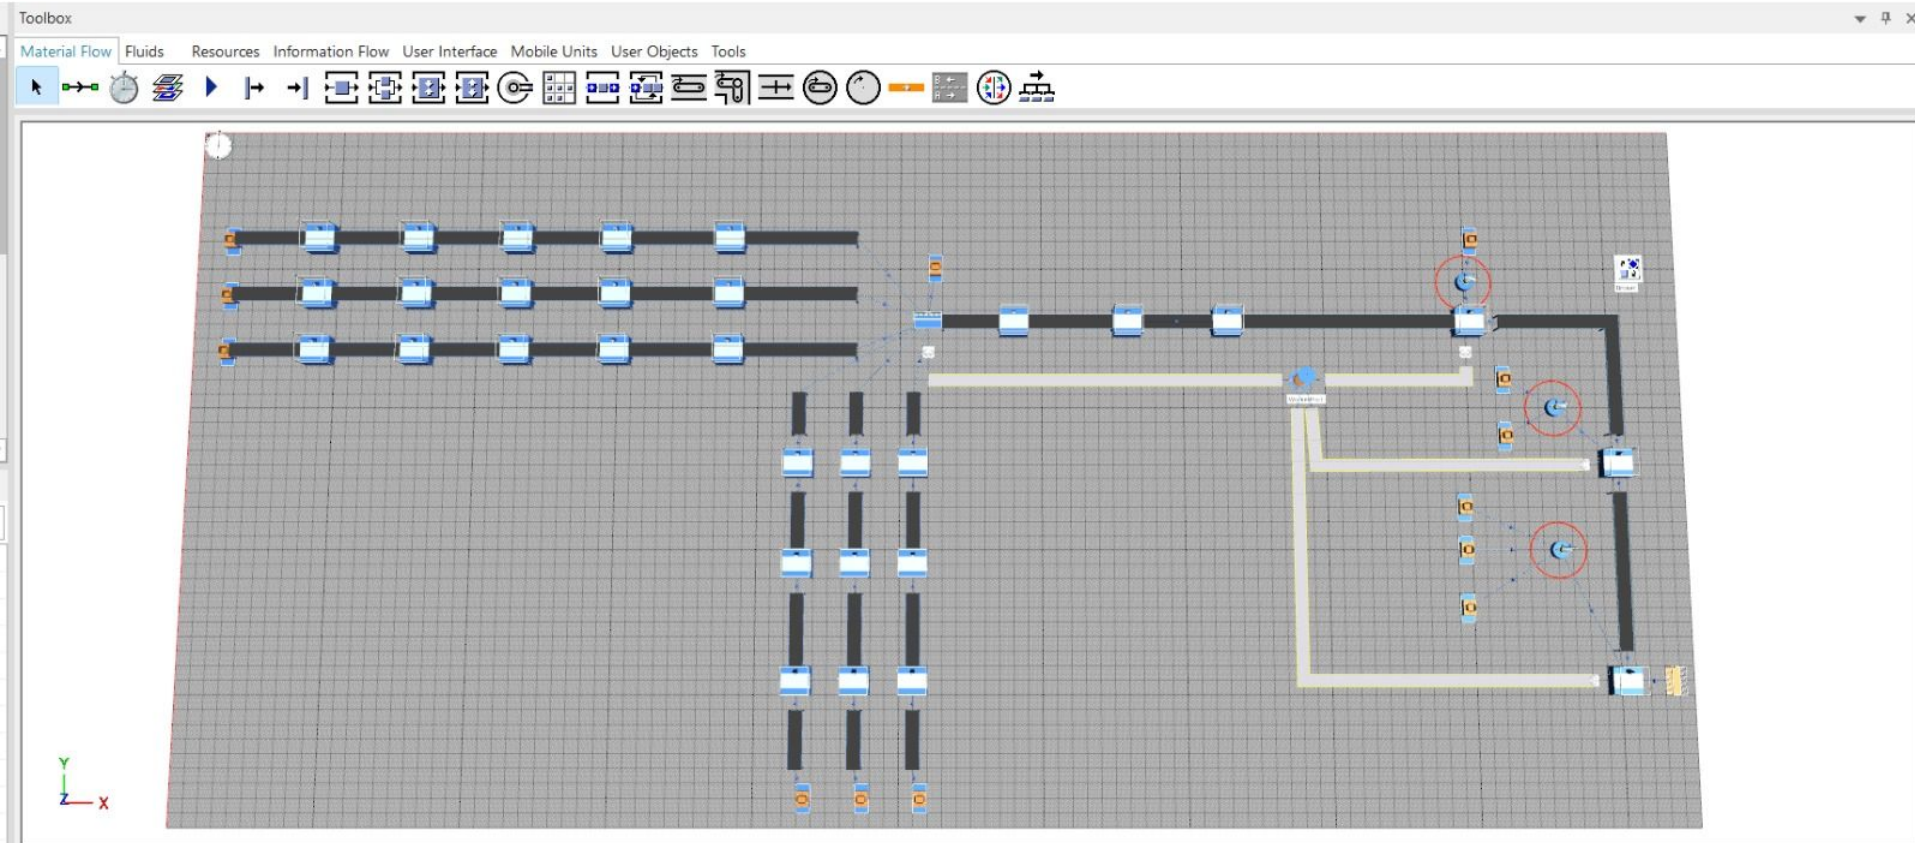 Toolbox
Material Flow Fluids Resources Information Flow User Interface Mobile Units User Objects Tools
Y
Z X